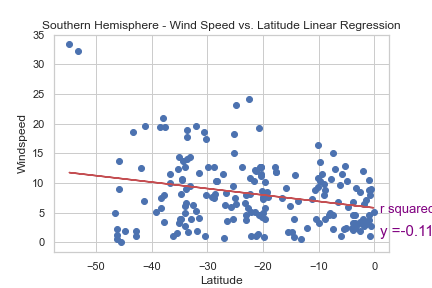 Southern Hemisphere - Wind Speed vs. Latitude Linear Regression
35
30
25
20
15
10
5
0
Windspeed
−50
−40
−30
−20
−10
0
Latitude
r squared
y =-0.11